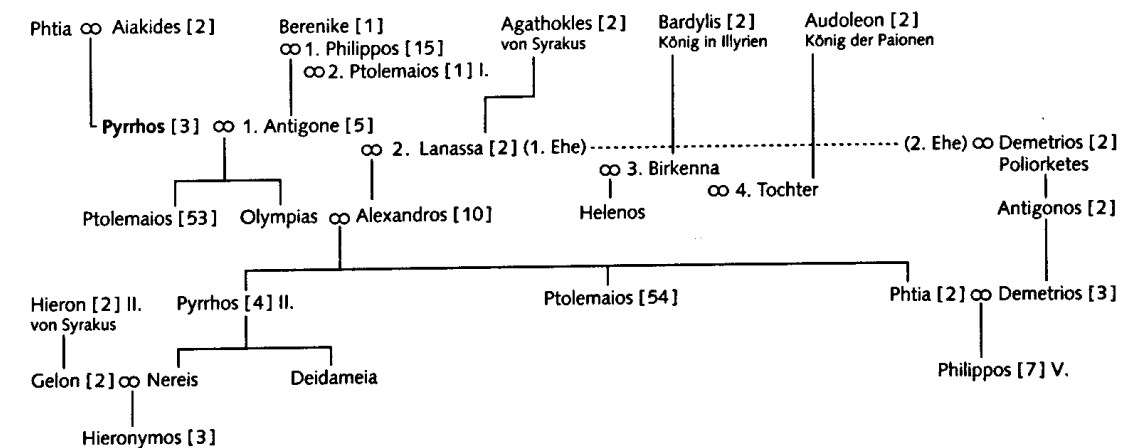 Phtia ∞ Aiakides [2]
Berenike [1]
∞ 1. Philippos [15]
∞ 2. Ptolemaios [1] I.
Agathokles [2]
von Syrakus
Bardylis [2]
König in Illyrien
Audoleon [2]
König der Paionen
Pyrrhos [3] ∞ 1. Antigone [5]
∞ 2. Lanassa [2] (1. Ehe)
(2. Ehe) ∞ Demetrios [2]
Poliorketes
∞ 3. Birkenna
∞ 4. Tochter
Ptolemaios [53]
Olympias ∞ Alexandros [10]
Helenos
Antigonos [2]
Hieron [2] II.
von Syrakus
Pyrrhos [4] II.
Ptolemaios [54]
Phtia [2] ∞ Demetrios [3]
Gelon [2] ∞ Nereis
Deidameia
Philippos [7] V.
Hieronymos [3]